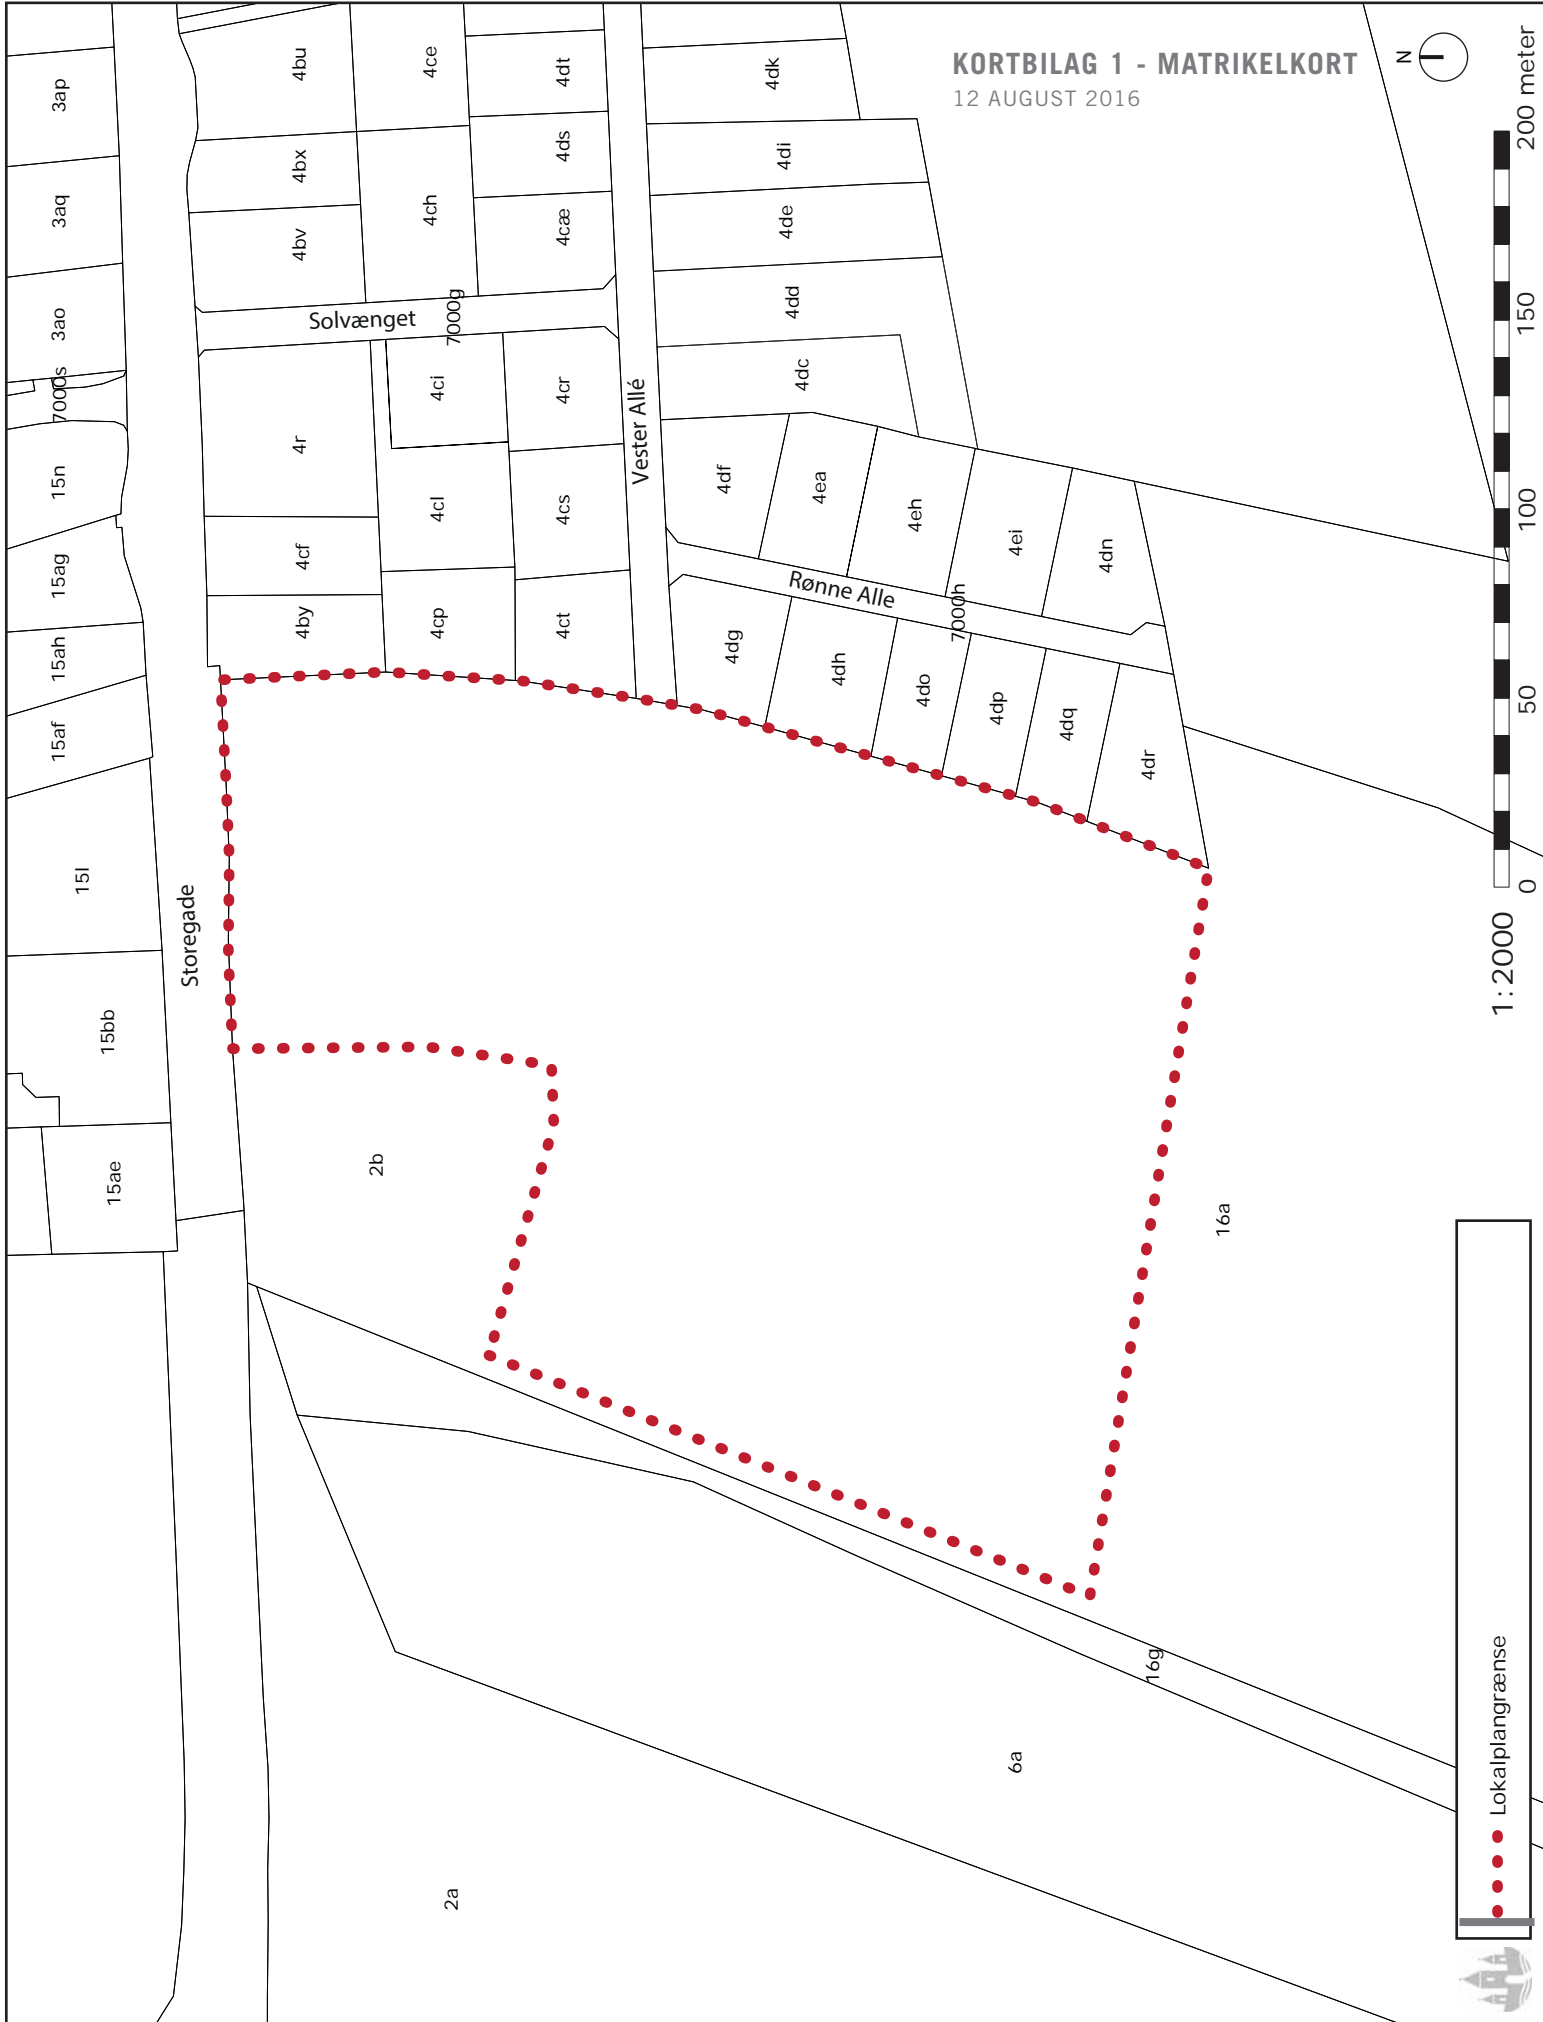 KORTBILAG 1 - MATRIKELKORT
12 AUGUST 2016
N
3ap
3aq
3ao
7000s
15n
15ag
15ah
15af
15l
15bb
15ae
Storegade
4bu
4bx
4bv
Solvænget
7000g
4r
4cf
4by
4ce
4ch
4ci
4cl
4cp
4dt
4ds
4cæ
4cr
4cs
4ct
Vester Allé
4dk
4di
4de
4dd
4dc
4df
4ea
4eh
4ei
4dn
Rønne Alle
7000h
4dg
4dh
4do
4dp
4dq
4dr
2b
16a
16g
6a
2a
1:2000
0
50
100
150
200 meter
Lokalplangrænse